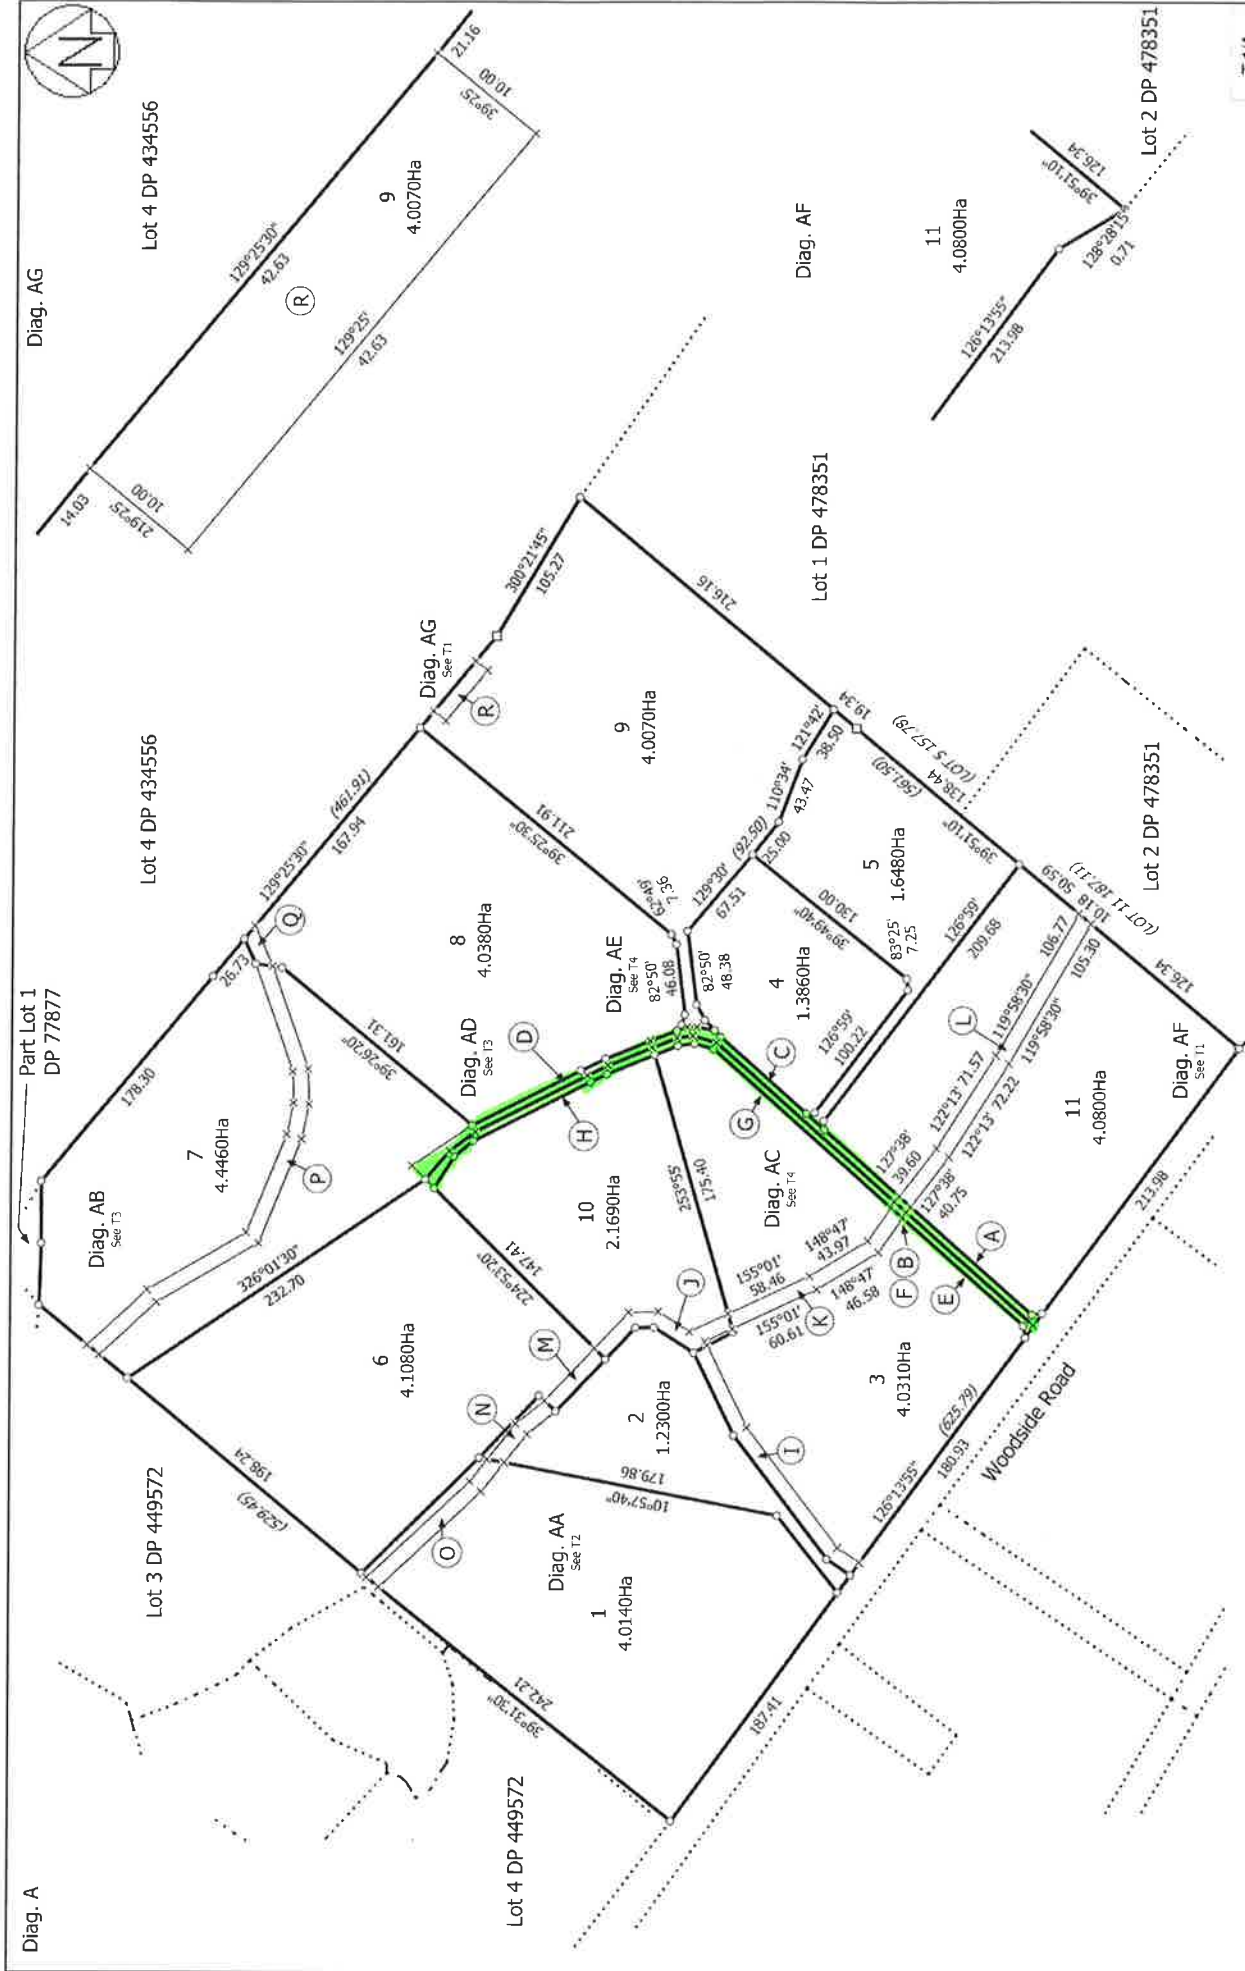 Diag. A
Diag. AG
N
Part Lot 1
DP 77877
Lot 4 DP 434556
14.03
219°25'
10.00
129°25'30"
42.63
R
129°25'
42.63
9
4.0070Ha
39°25'
10.00
21.16
Lot 3 DP 449572
Lot 4 DP 434556
Diag. AB
See T3
178.30
7
4.4460Ha
P
26.73
Q
129°25'30"
167.94
(461.91)
161.31
39°26'20"
Diag. AD
See T3
D
H
8
4.0380Ha
211.91
39°25'30"
Diag. AG
See T1
R
300°21'45"
105.27
9
4.0070Ha
216.16
Diag. AE
See T4
82°50'
46.08
62°49'
7.36
82°50'
48.38
129°30'
67.51
(92.50)
25.00
110°34'
43.47
121°42'
38.50
19.34
Lot 1 DP 478351
198.24
(529.45)
326°01'30"
232.70
6
4.1080Ha
224°53'20"
147.41
10
2.1690Ha
253°55'
175.40
Diag. AC
See T4
G
C
4
1.3860Ha
130.00
39°49'40"
83°25'
7.25
126°59'
100.22
5
1.6480Ha
126°59'
209.68
(561.50)
138.44
(LOT 5 157.78)
39°51'10"
Lot 4 DP 449572
242.21
39°31'30"
Diag. AA
See T2
1
4.0140Ha
O
N
M
J
2
1.2300Ha
179.86
10°57'40"
I
K
155°01'
58.46
155°01'
60.61
148°47'
43.97
148°47'
46.58
127°38'
39.60
127°38'
40.75
122°13' 71.57
122°13' 72.22
L
119°58'30"
106.77
119°58'30"
105.30
10.18
50.59
(LOT 11 187.11)
Lot 2 DP 478351
126.34
F
B
E
A
3
4.0310Ha
11
4.0800Ha
Diag. AF
See T1
213.98
187.41
126°13'55"
180.93
(625.79)
Woodside Road
Diag. AF
11
4.0800Ha
126°13'55"
213.98
128°28'15"
0.71
39°51'10"
126.34
Lot 2 DP 478351